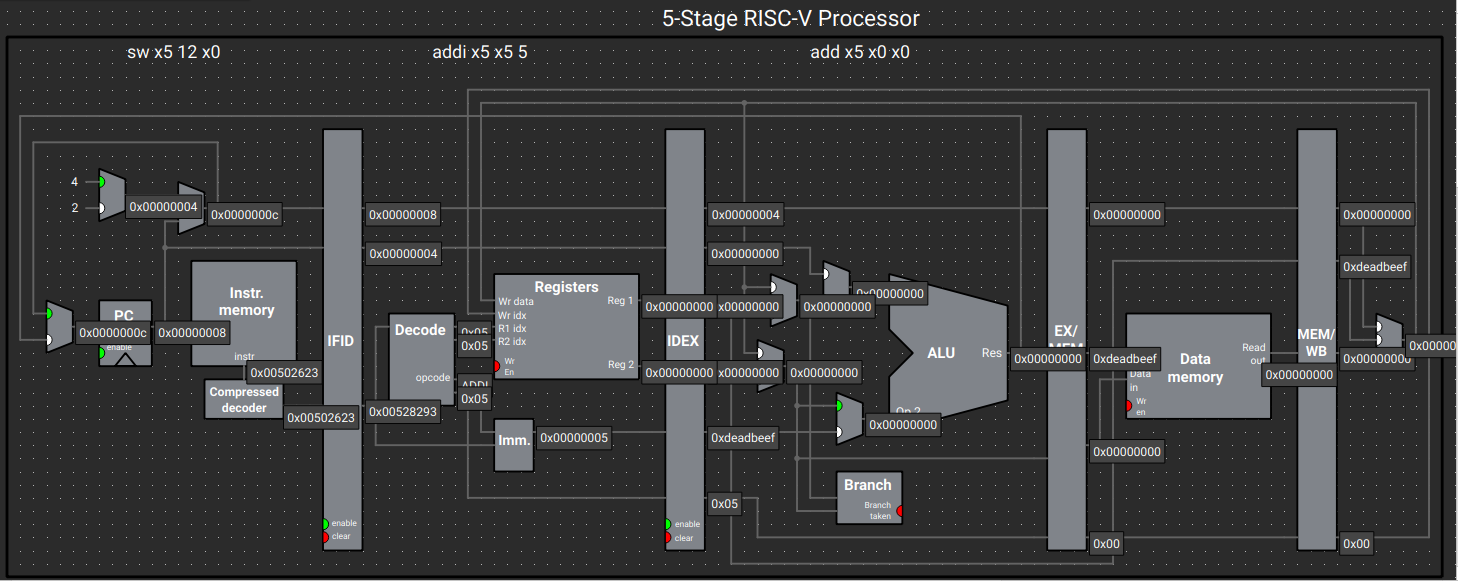 5-Stage RISC-V Processor
sw x5 12 x0
addi x5 x5 5
add x5 x0 x0
4
2
0x00000004
0x0000000c
0x00000008
0x00000004
0x00000004
0x00000000
0x00000000
0x00000000
0xdeadbeef
Instr.
memory
instr
PC
enable
0x0000000c
0x00000008
0x00502623
Compressed
decoder
0x00502623
IFID
enable
clear
0x00528293
Decode
opcode
0x05
0x05
ADDI
0x05
Registers
Wr data
Wr idx
R1 idx
R2 idx
Wr
En
Reg 1
Reg 2
Imm.
0x00000005
0x00000000
x00000000
0x00000000
0x00000000
IDEX
0x00000000
x00000000
0x00000000
0xdeadbeef
0x00000000
0x05
enable
clear
ALU
Res
Op 2
Branch
Branch
taken
0x00000000
EX/
MEM
0xdeadbeef
0x00000000
0x00
Data
memory
Data
in
Wr
en
Read
out
0x00000000
MEM/
WB
0x00000000
0x00000
0x00